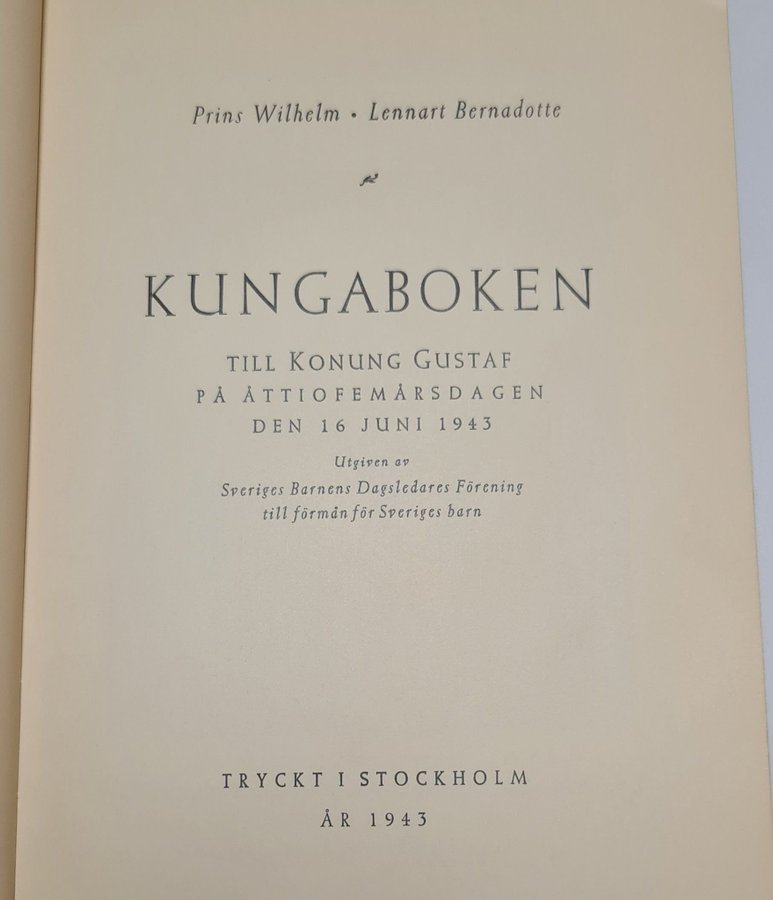 Prins Wilhelm • Lennart Bernadotte
KUNGABOKEN
TILL KONUNG GUSTAF
PÅ ÅTTIOFEMÅRSDAGEN
DEN 16 JUNI 1943
Utgiven av
Sveriges Barnens Dagsledares Förening
till förmån för Sveriges barn
TRYCKT I STOCKHOLM
ÅR 1943